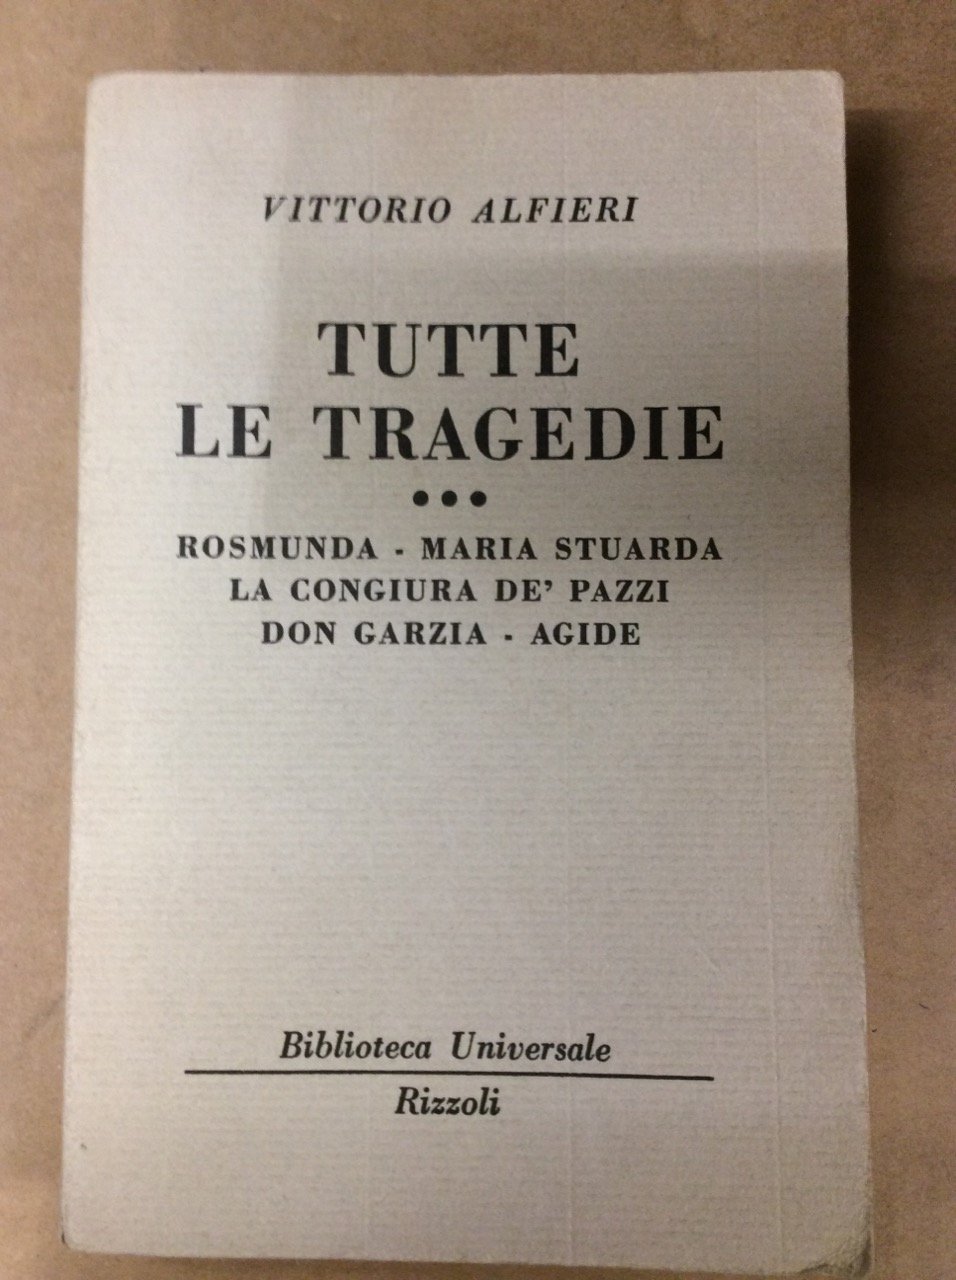 VITTORIO ALFIERI
TUTTE
LE TRAGEDIE
•••
ROSMUNDA - MARIA STUARDA
LA CONGIURA DE' PAZZI
DON GARZIA - AGIDE
Biblioteca Universale
Rizzoli